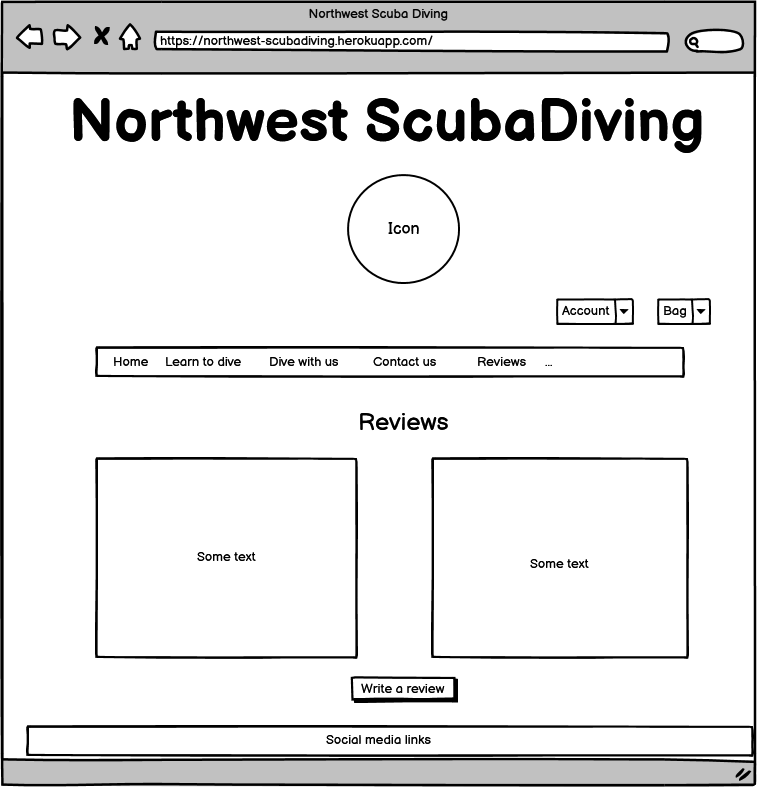 Northwest Scuba Diving
https://northwest-scubadiving.herokuapp.com/
Northwest ScubaDiving
Icon
Account Bag
Home Learn to dive Dive with us Contact us Reviews ...
Reviews
Some text Some text
Write a review
Social media links